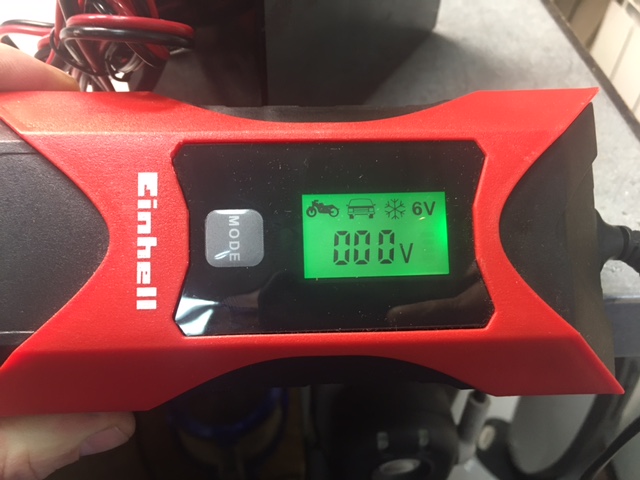 Einhell
MODE
6V
000V